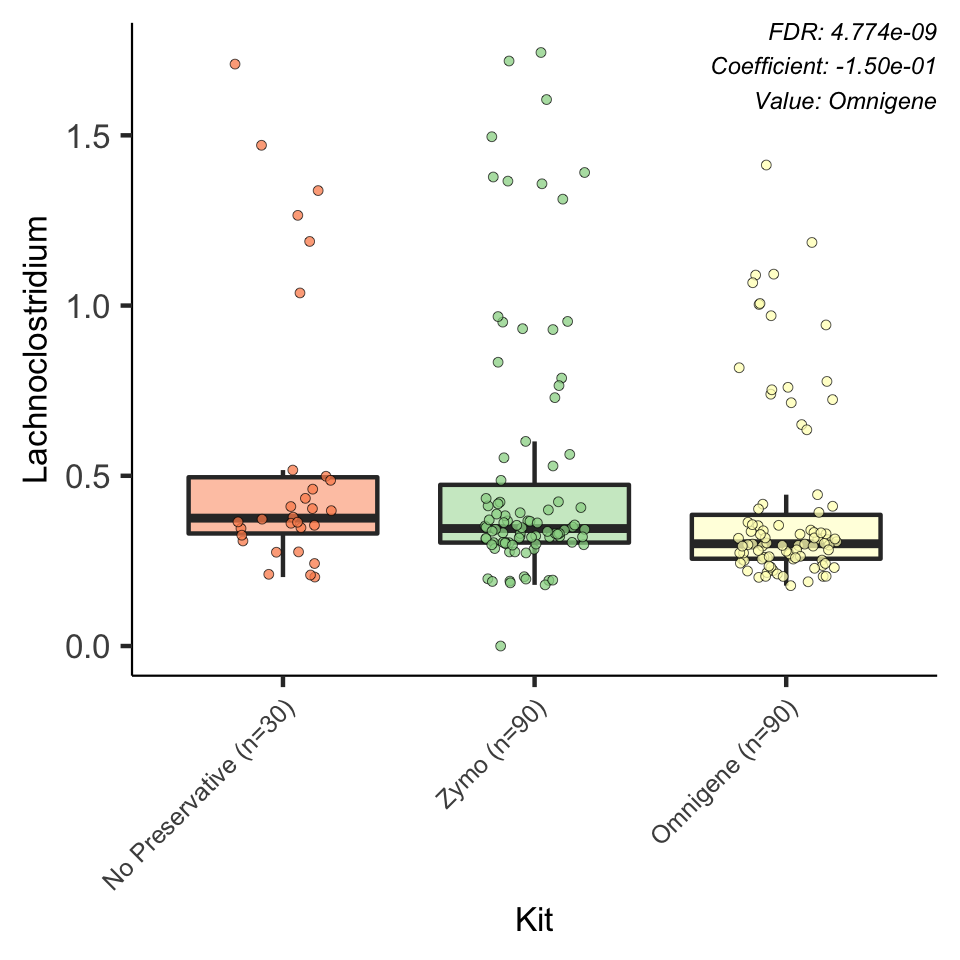 FDR: 4.774e-09
Coefficient: -1.50e-01
Value: Omnigene
Lachnoclostridium
1.5
1.0
0.5
0.0
No Preservative (n=30)
Zymo (n=90)
Omnigene (n=90)
Kit